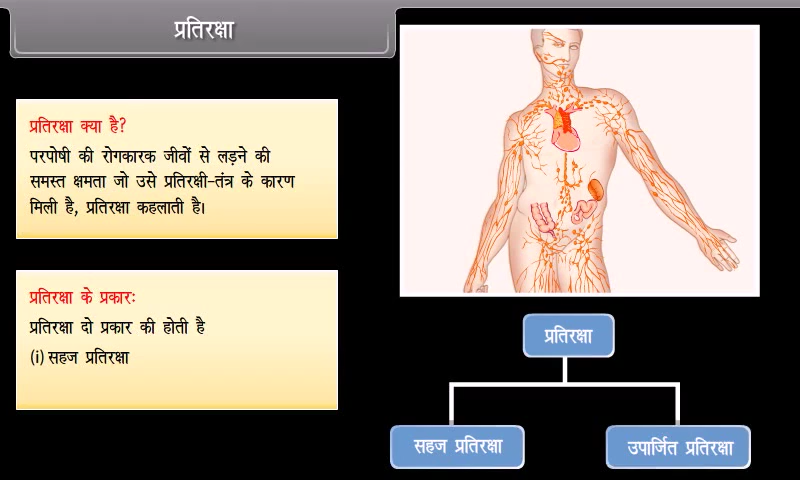 प्रतिरक्षा
प्रतिरक्षा क्या है?
परपोषी की रोगकारक जीवों से लड़ने की
समस्त क्षमता जो उसे प्रतिरक्षी-तंत्र के कारण
मिली है, प्रतिरक्षा कहलाती है।
प्रतिरक्षा के प्रकारः
प्रतिरक्षा दो प्रकार की होती है
(i) सहज प्रतिरक्षा
प्रतिरक्षा
सहज प्रतिरक्षा
उपार्जित प्रतिरक्षा